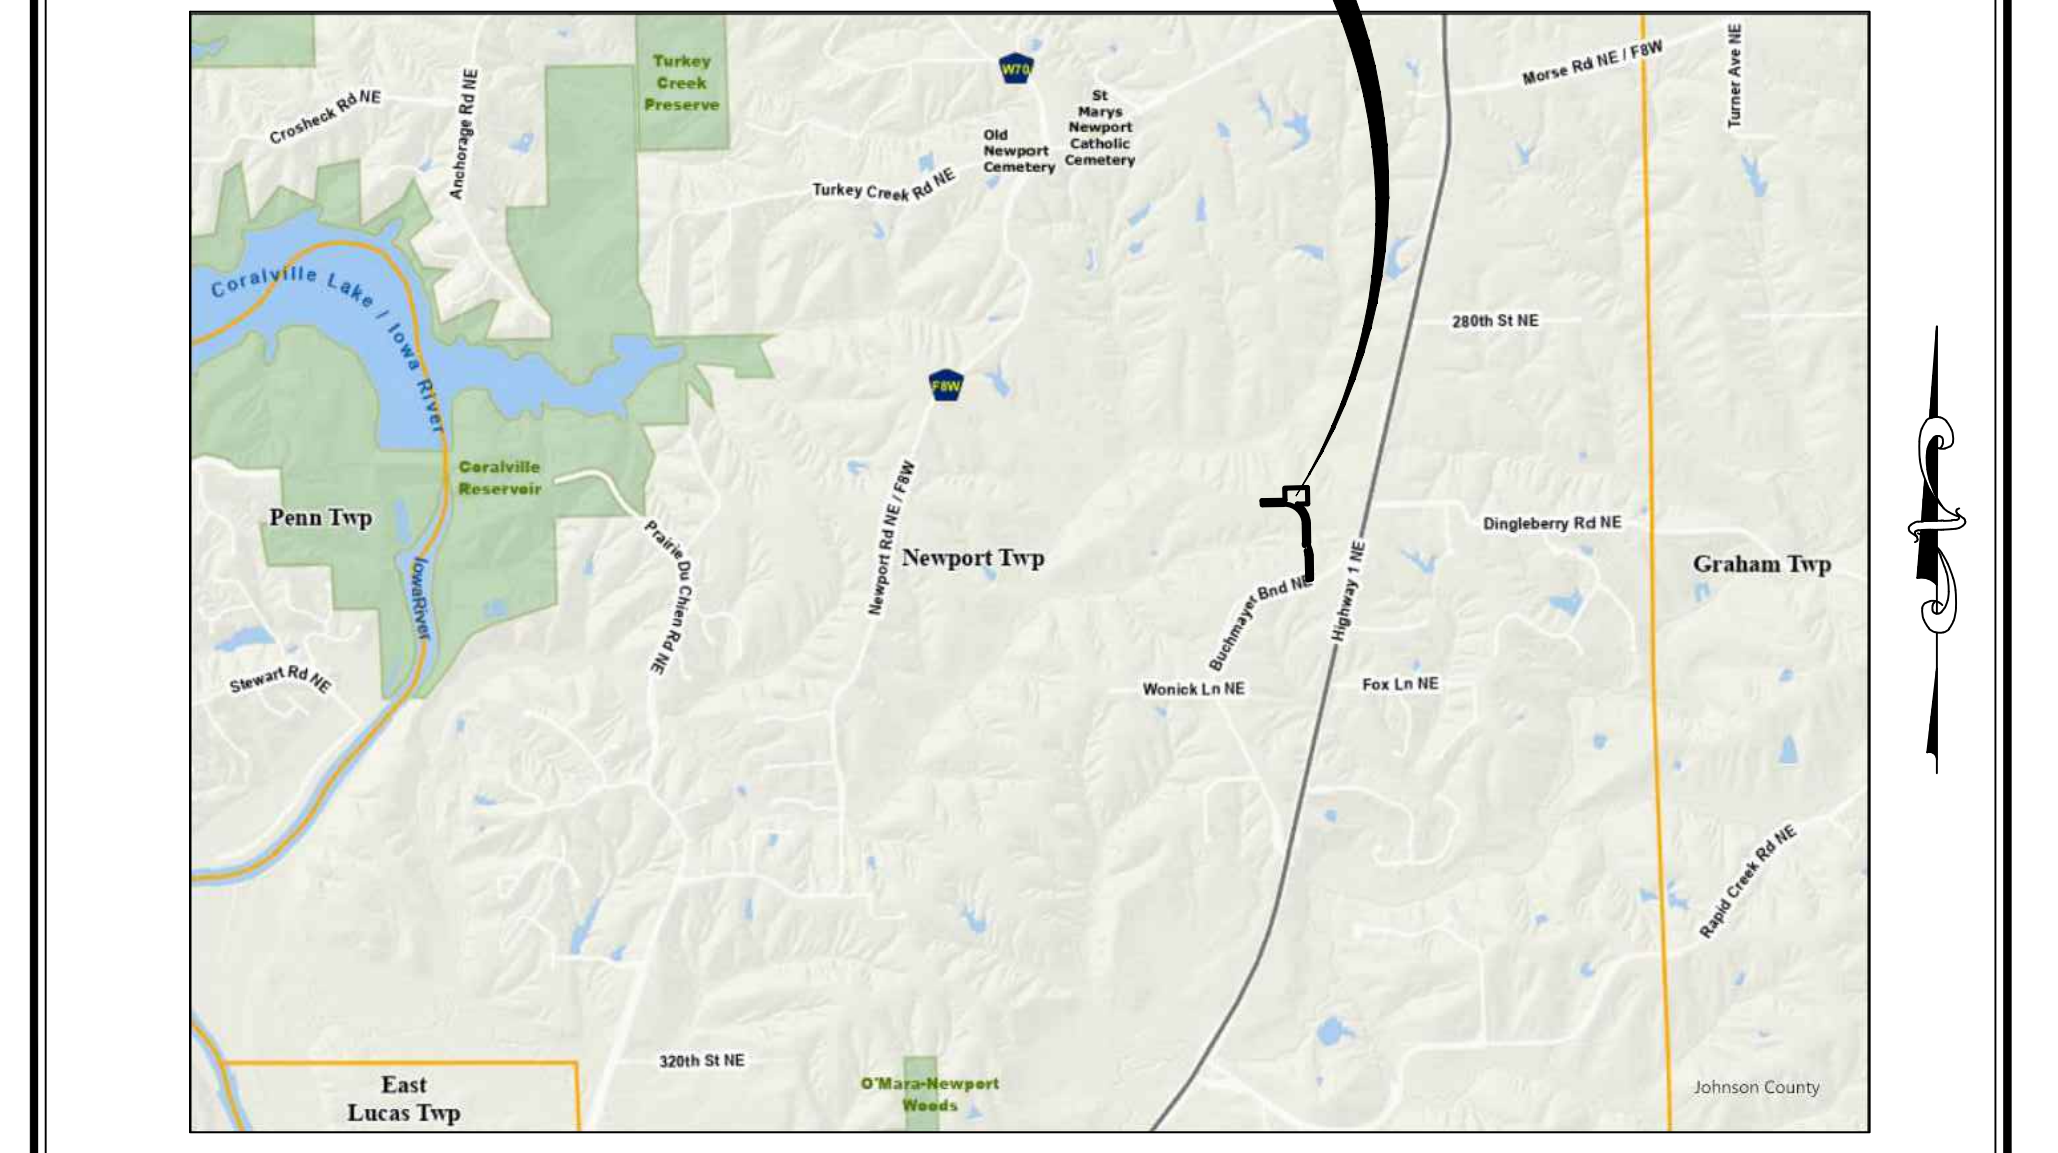 Turkey
Creek
Preserve
W70
Morse Rd NE / F8W
Turner Ave NE
Crosheck Rd NE
Anchorage Rd NE
St
Marys
Newport
Catholic
Cemetery
Old
Newport
Cemetery
Turkey Creek Rd NE
Coralville Lake / Iowa River
280th St NE
F8W
Coralville
Reservoir
Penn Twp
Prairie Du Chien Rd NE
Newport Rd NE / F8W
Newport Twp
Dingleberry Rd NE
Graham Twp
IowaRiver
Highway 1 NE
Buchmayer Bnd NE
Stewart Rd NE
Wonick Ln NE
Fox Ln NE
Rapid Creek Rd NE
320th St NE
East
Lucas Twp
O'Mara-Newport
Woods
Johnson County